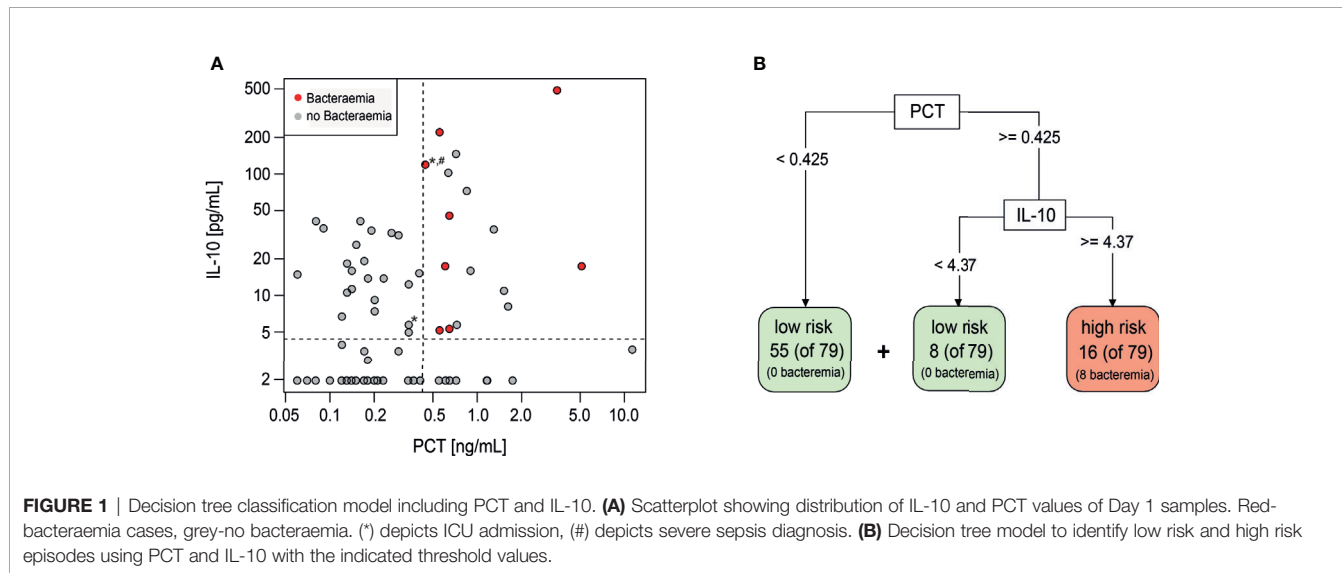 A
500
200
100
50
20
10
5
2
IL-10 [pg/mL]
Bacteraemia
no Bacteraemia
*,#
*
0.05 0.1 0.2 0.5 1.0 2.0 5.0 10.0
PCT [ng/mL]
B
PCT
< 0.425
>= 0.425
IL-10
< 4.37
>= 4.37
low risk
55 (of 79)
(0 bacteremia)
+
low risk
8 (of 79)
(0 bacteremia)
high risk
16 (of 79)
(8 bacteremia)
FIGURE 1 | Decision tree classification model including PCT and IL-10. (A) Scatterplot showing distribution of IL-10 and PCT values of Day 1 samples. Red-
bacteraemia cases, grey-no bacteraemia. (*) depicts ICU admission, (#) depicts severe sepsis diagnosis. (B) Decision tree model to identify low risk and high risk
episodes using PCT and IL-10 with the indicated threshold values.